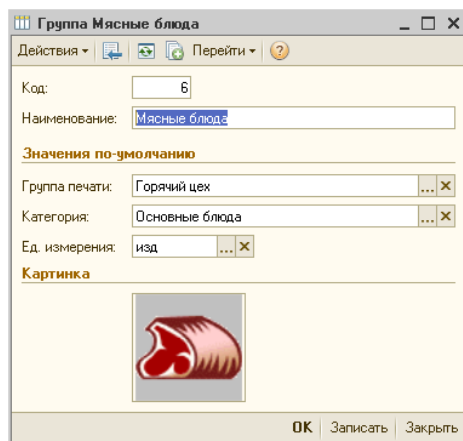 Группа Мясные блюда
Действия Перейти
Код: 6
Наименование: Мясные блюда
Значения по-умолчанию
Группа печати: Горячий цех ...
Категория: Основные блюда ...
Ед. измерения: изд ...
Картинка
OK Записать Закрыть